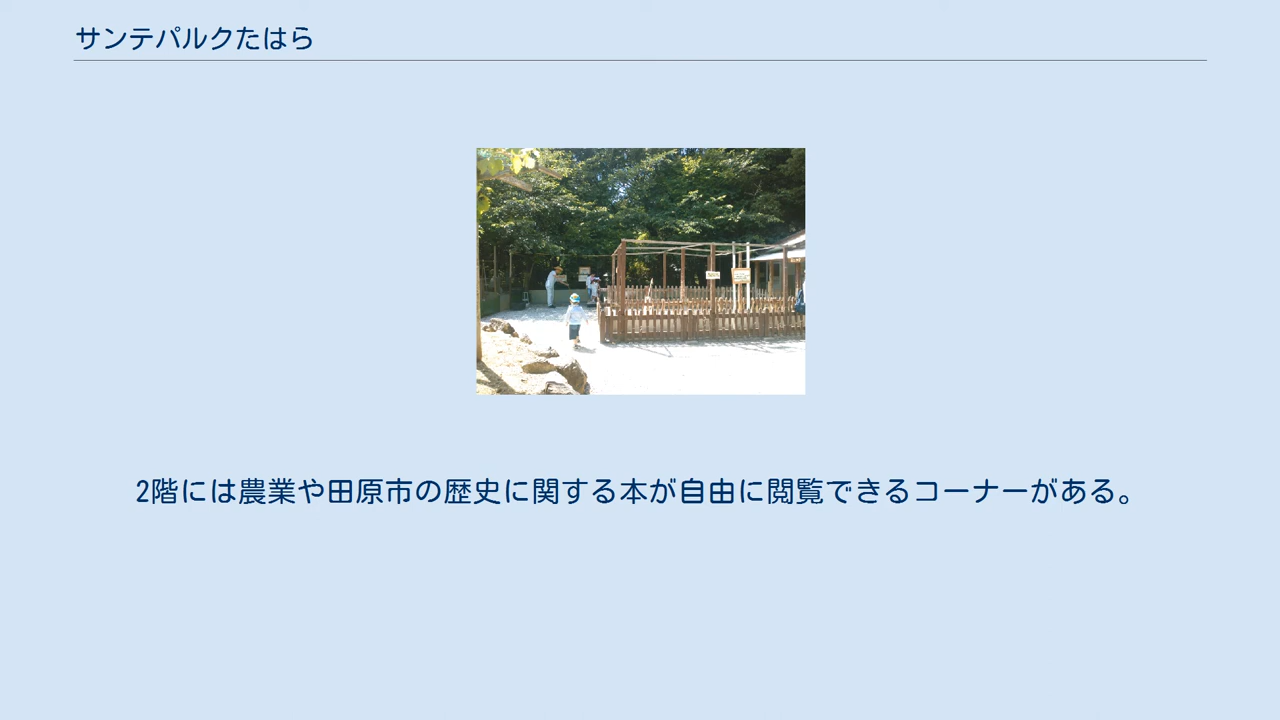 サンテパルクたはら
2階には農業や田原市の歴史に関する本が自由に閲覧できるコーナーがある。